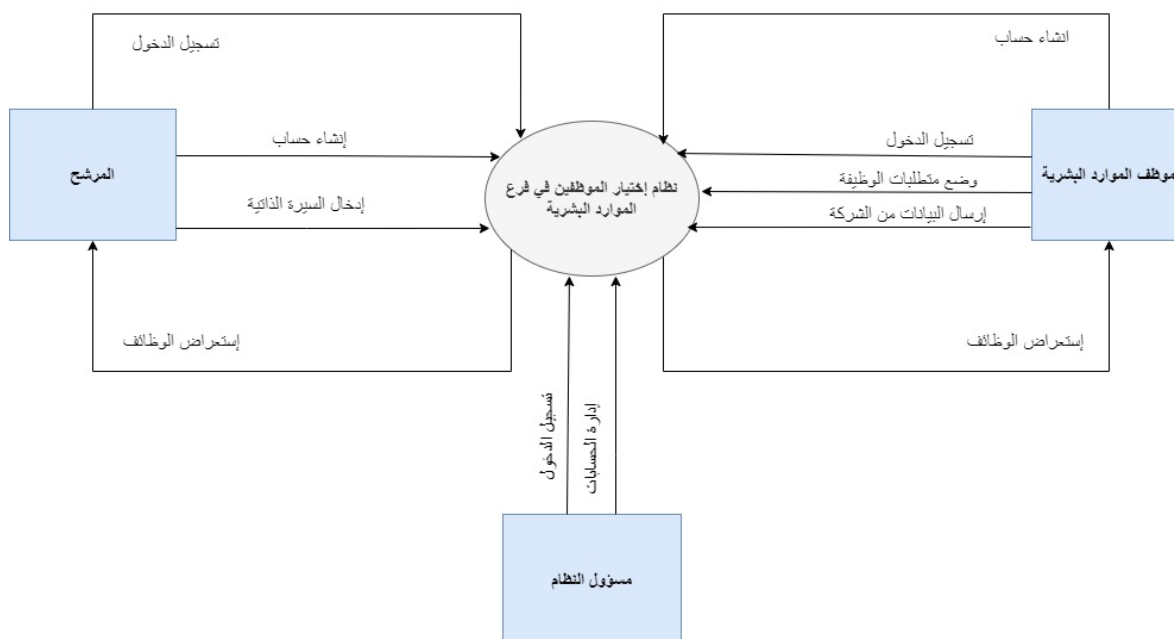 انشاء حساب
تسجيل الدخول
تسجيل الدخول
إنشاء حساب
موظف الموارد البشرية
وضع متطلبات الوظيفة
إرسال البيانات من الشركة
نظام إختيار الموظفين في فرع
الموارد البشرية
المرشح
إدخال السيرة الذاتية
إستعراض الوظائف
إستعراض الوظائف
تسجيل الدخول
إدارة الحسابات
مسؤول النظام